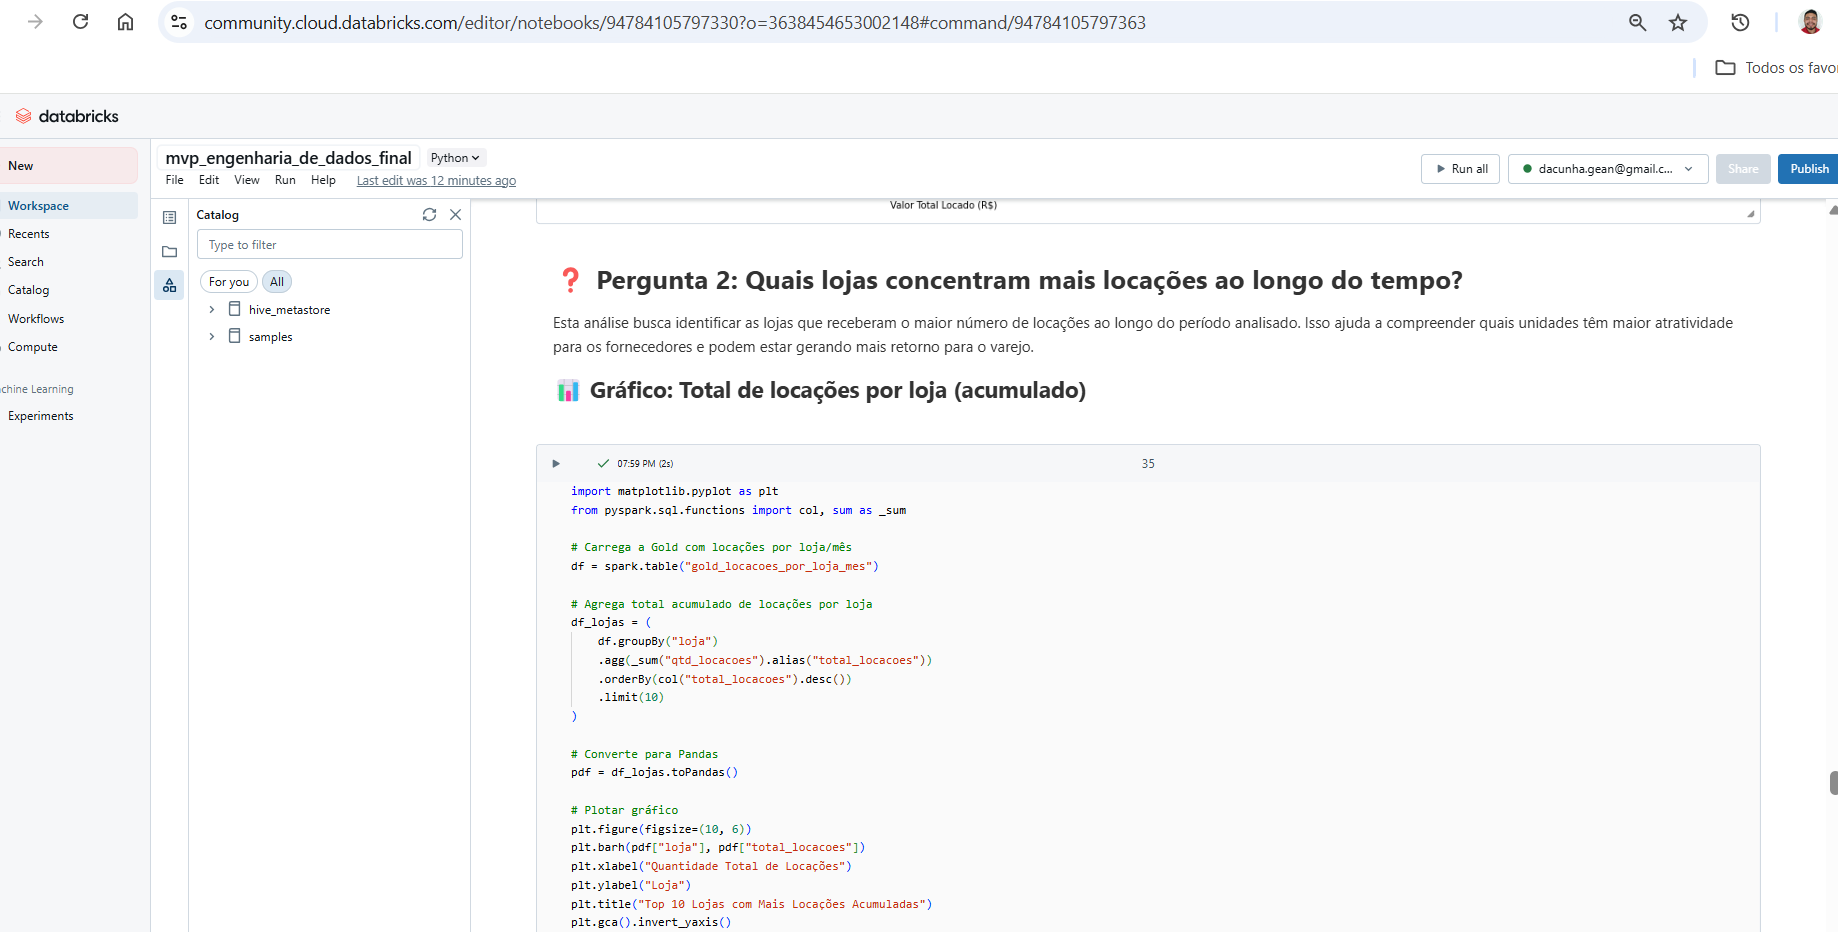 community.cloud.databricks.com/editor/notebooks/94784105797330?o=3638454653002148#command/94784105797363
Todos os favor
databricks
New
Workspace
Recents
Search
Catalog
Workflows
Compute
achine Learning
Experiments
mvp_engenharia_de_dados_final
Python
File Edit View Run Help Last edit was 12 minutes ago
Run all
dacunha.gean@gmail.c...
Share
Publish
Catalog
Type to filter
For you All
hive_metastore
samples
Valor Total Locado (R$)
❓ Pergunta 2: Quais lojas concentram mais locações ao longo do tempo?
Esta análise busca identificar as lojas que receberam o maior número de locações ao longo do período analisado. Isso ajuda a compreender quais unidades têm maior atratividade
para os fornecedores e podem estar gerando mais retorno para o varejo.
📊 Gráfico: Total de locações por loja (acumulado)
07:59 PM (2s)
35
import matplotlib.pyplot as plt
from pyspark.sql.functions import col, sum as _sum
# Carrega a Gold com locações por loja/mês
df = spark.table("gold_locacoes_por_loja_mes")
# Agrega total acumulado de locações por loja
df_lojas = (
df.groupBy("loja")
.agg(_sum("qtd_locacoes").alias("total_locacoes"))
.orderBy(col("total_locacoes").desc())
.limit(10)
)
# Converte para Pandas
pdf = df_lojas.toPandas()
# Plotar gráfico
plt.figure(figsize=(10, 6))
plt.barh(pdf["loja"], pdf["total_locacoes"])
plt.xlabel("Quantidade Total de Locações")
plt.ylabel("Loja")
plt.title("Top 10 Lojas com Mais Locações Acumuladas")
plt.gca().invert_yaxis()